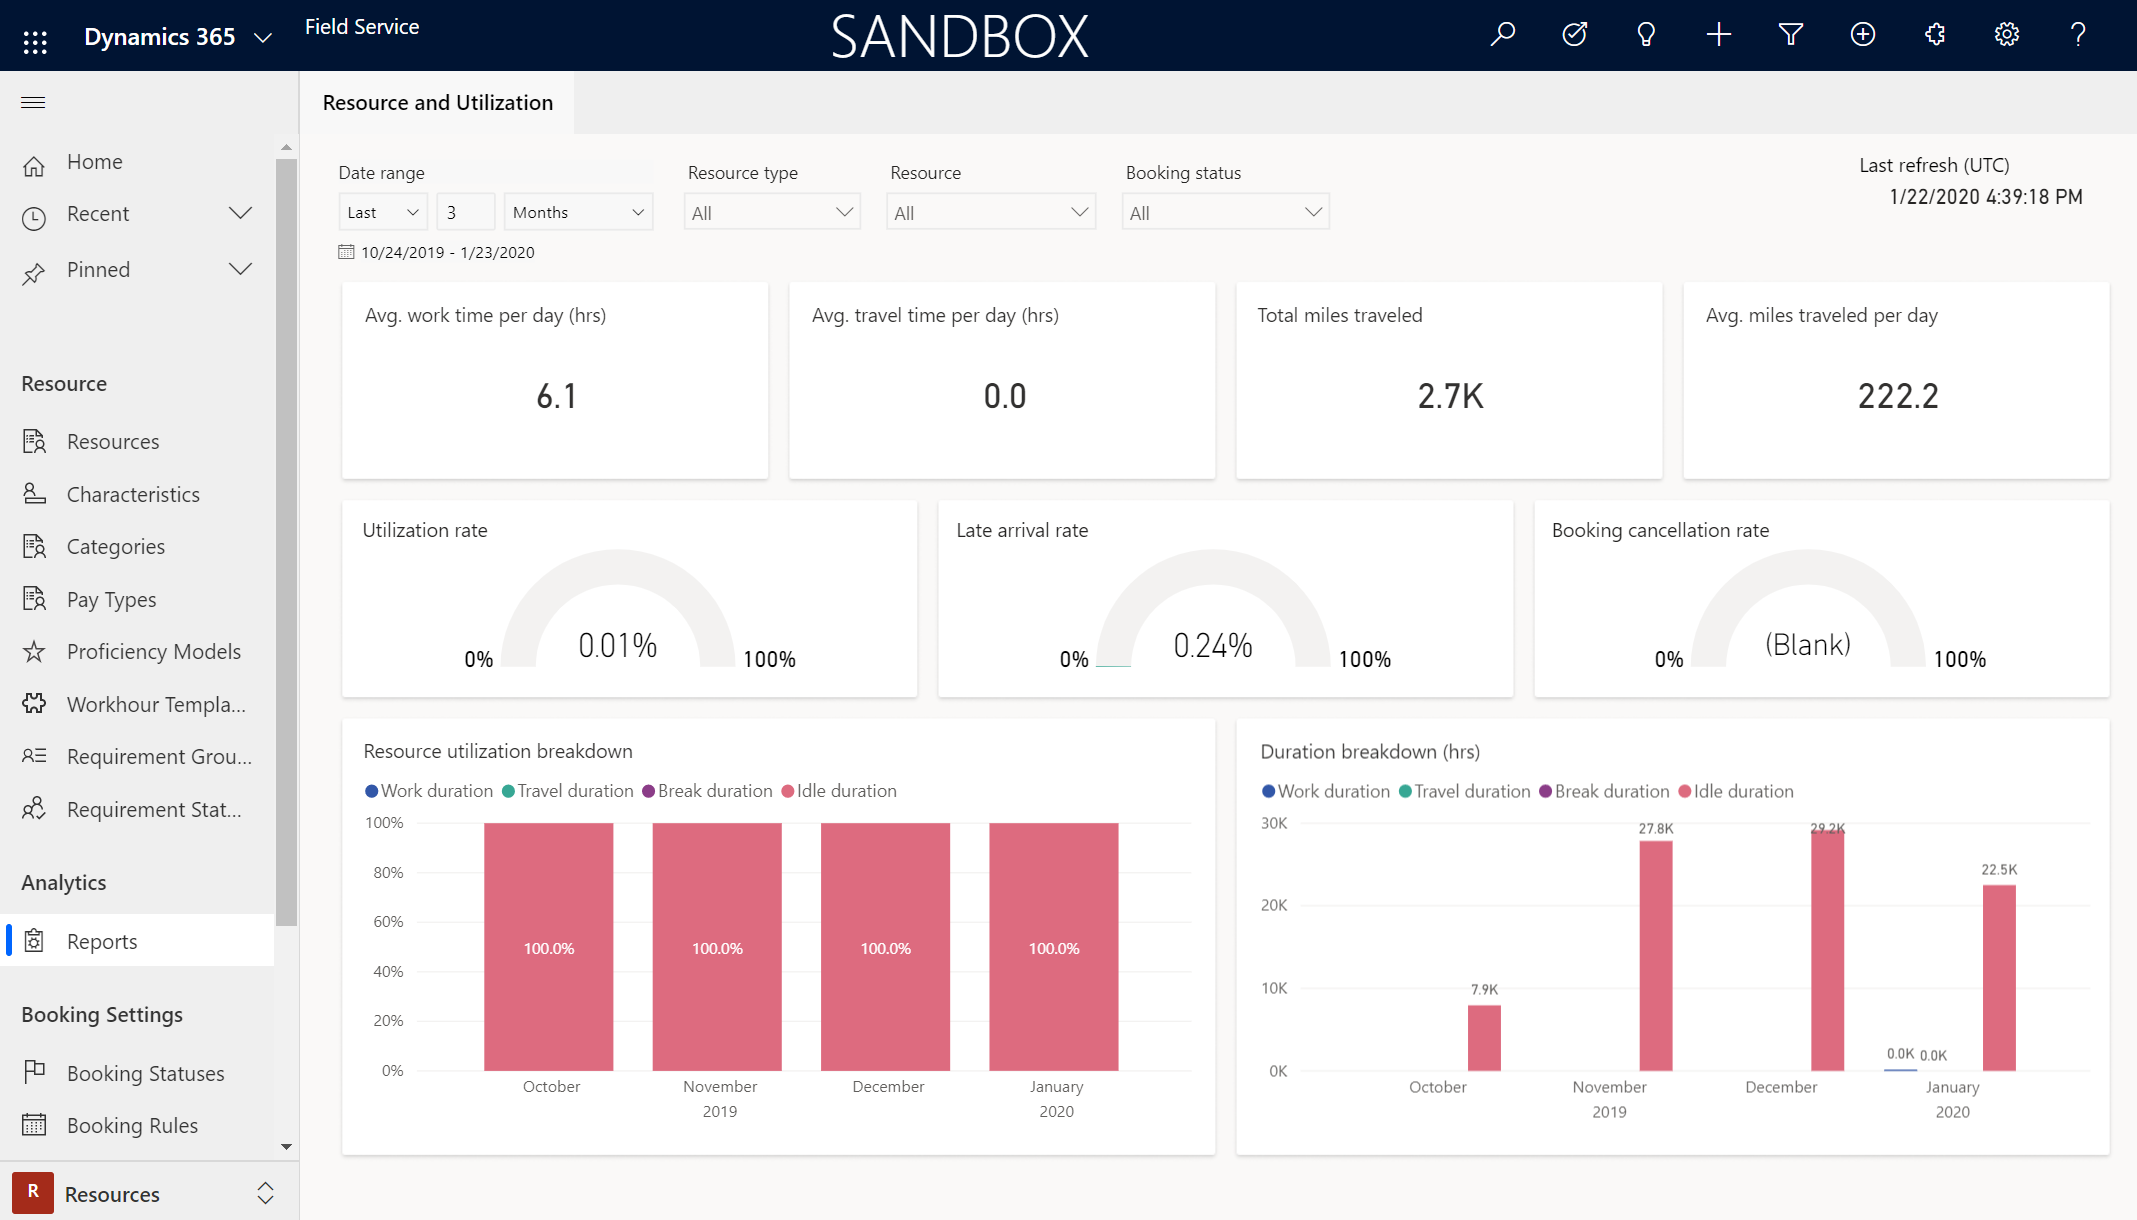 Dynamics 365
Field Service
SANDBOX
Resource and Utilization
Home
Recent
Pinned
Resource
Resources
Characteristics
Categories
Pay Types
Proficiency Models
Workhour Templa...
Requirement Grou...
Requirement Stat...
Analytics
Reports
Booking Settings
Booking Statuses
Booking Rules
R Resources
Date range
Last 3 Months
10/24/2019 - 1/23/2020
Resource type
All
Resource
All
Booking status
All
Last refresh (UTC)
1/22/2020 4:39:18 PM
Avg. work time per day (hrs)
6.1
Avg. travel time per day (hrs)
0.0
Total miles traveled
2.7K
Avg. miles traveled per day
222.2
Utilization rate
0% 0.01% 100%
Late arrival rate
0% 0.24% 100%
Booking cancellation rate
0% (Blank) 100%
Resource utilization breakdown
Work duration Travel duration Break duration Idle duration
100%
80%
60%
40%
20%
0%
100.0% 100.0% 100.0% 100.0%
October November December January
2019 2020
Duration breakdown (hrs)
Work duration Travel duration Break duration Idle duration
30K
20K
10K
0K
7.9K
27.8K
29.2K
0.0K 0.0K
22.5K
October November December January
2019 2020